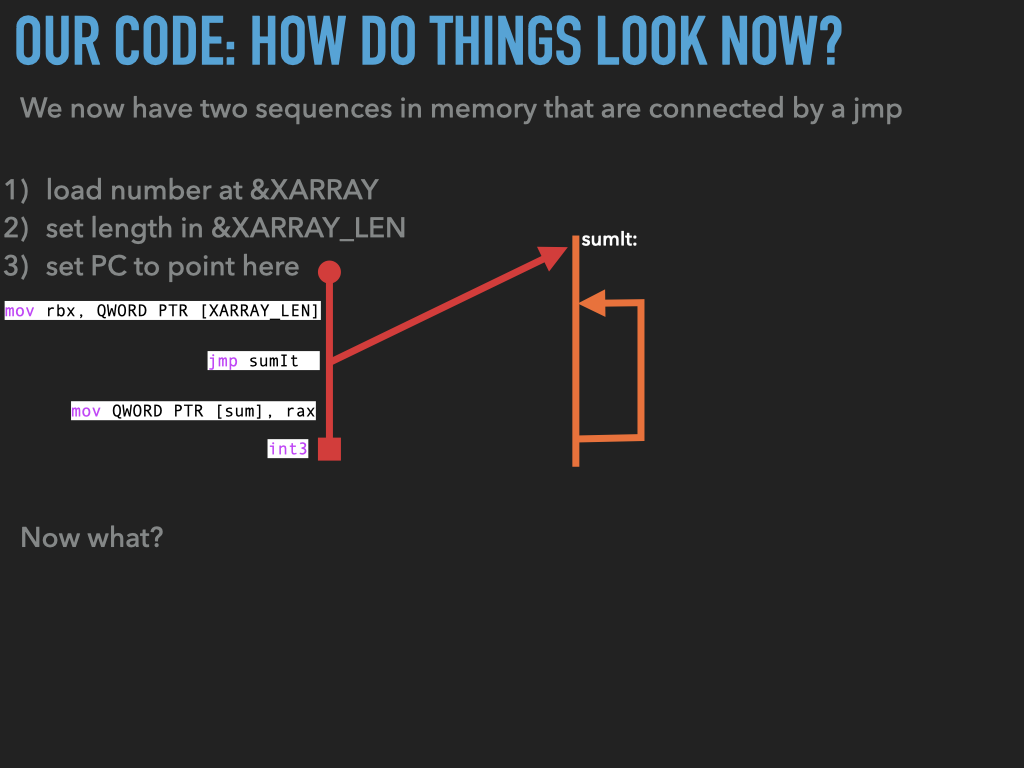 OUR CODE: HOW DO THINGS LOOK NOW?
We now have two sequences in memory that are connected by a jmp
1) load number at &XARRAY
2) set length in &XARRAY_LEN
3) set PC to point here
sumIt:
mov rbx, QWORD PTR [XARRAY_LEN]
jmp sumIt
mov QWORD PTR [sum], rax
int3
Now what?